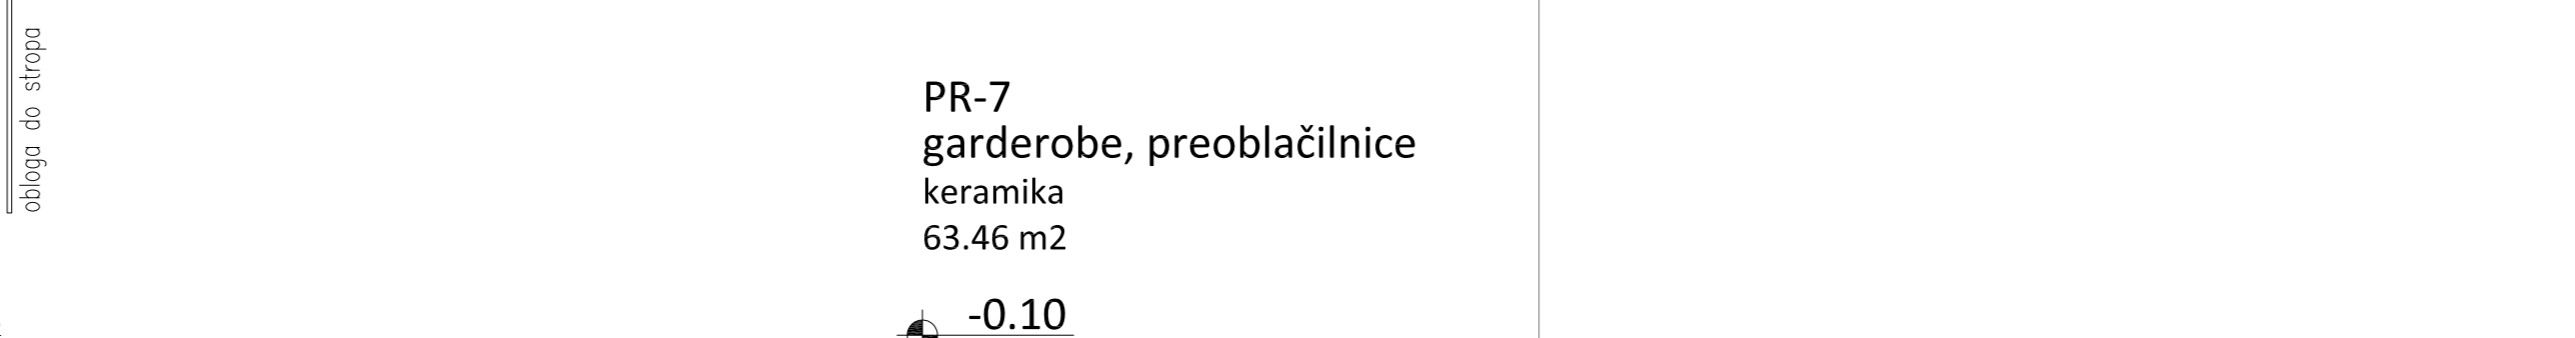 obloga do stropa
PR-7
garderobe, preoblačilnice
keramika
63.46 m2
-0.10